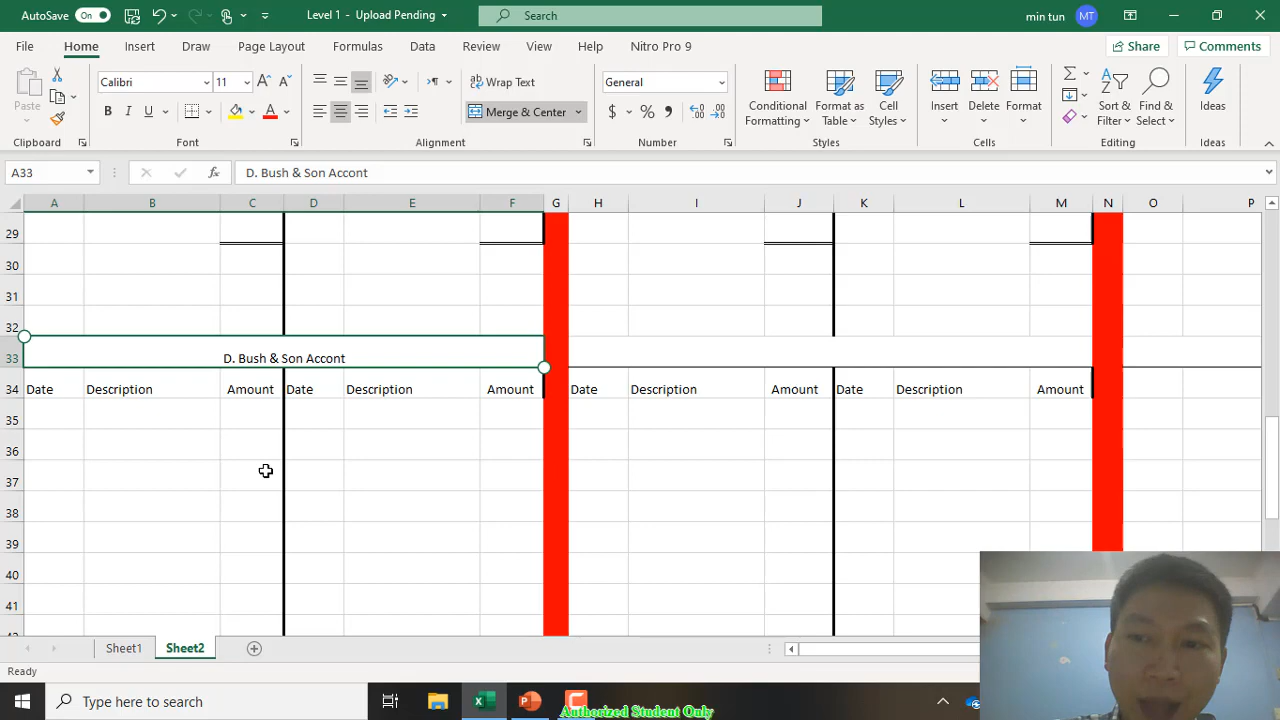 AutoSave On Level 1 - Upload Pending Search min tun MT
File Home Insert Draw Page Layout Formulas Data Review View Help Nitro Pro 9 Share Comments
Paste Calibri 11 Wrap Text General Conditional Formatting Format as Table Cell Styles Insert Delete Format Sort & Filter Find & Select Ideas
B I U A Merge & Center $ %
Clipboard Font Alignment Number Styles Cells Editing Ideas
A33 fx D. Bush & Son Accont
A B C D E F G H I J K L M N O P
29
30
31
32
33 D. Bush & Son Accont
34 Date Description Amount Date Description Amount Date Description Amount Date Description Amount
35
36
37
38
39
40
41
Sheet1 Sheet2
Ready
Type here to search
Authorized Student Only